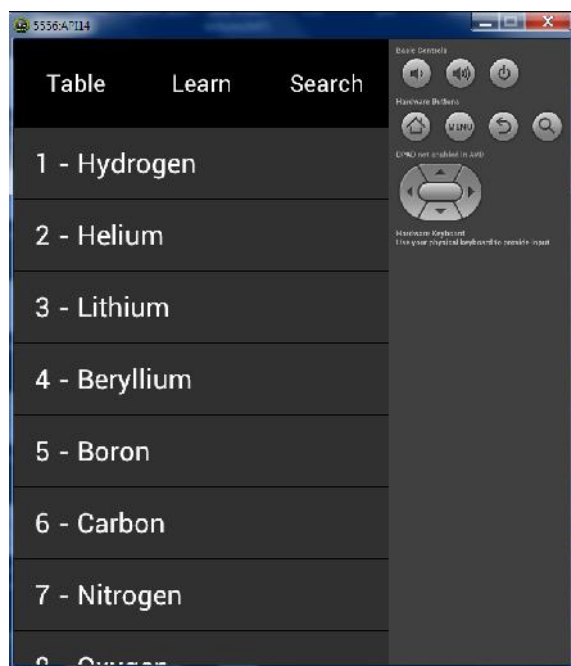 5556:API14
Table Learn Search
1 - Hydrogen
2 - Helium
3 - Lithium
4 - Beryllium
5 - Boron
6 - Carbon
7 - Nitrogen
8 - Oxygen
Basic Controls
Hardware Buttons
MENU
DPAD not enabled in AVD
Hardware Keyboard
Use your physical keyboard to provide input